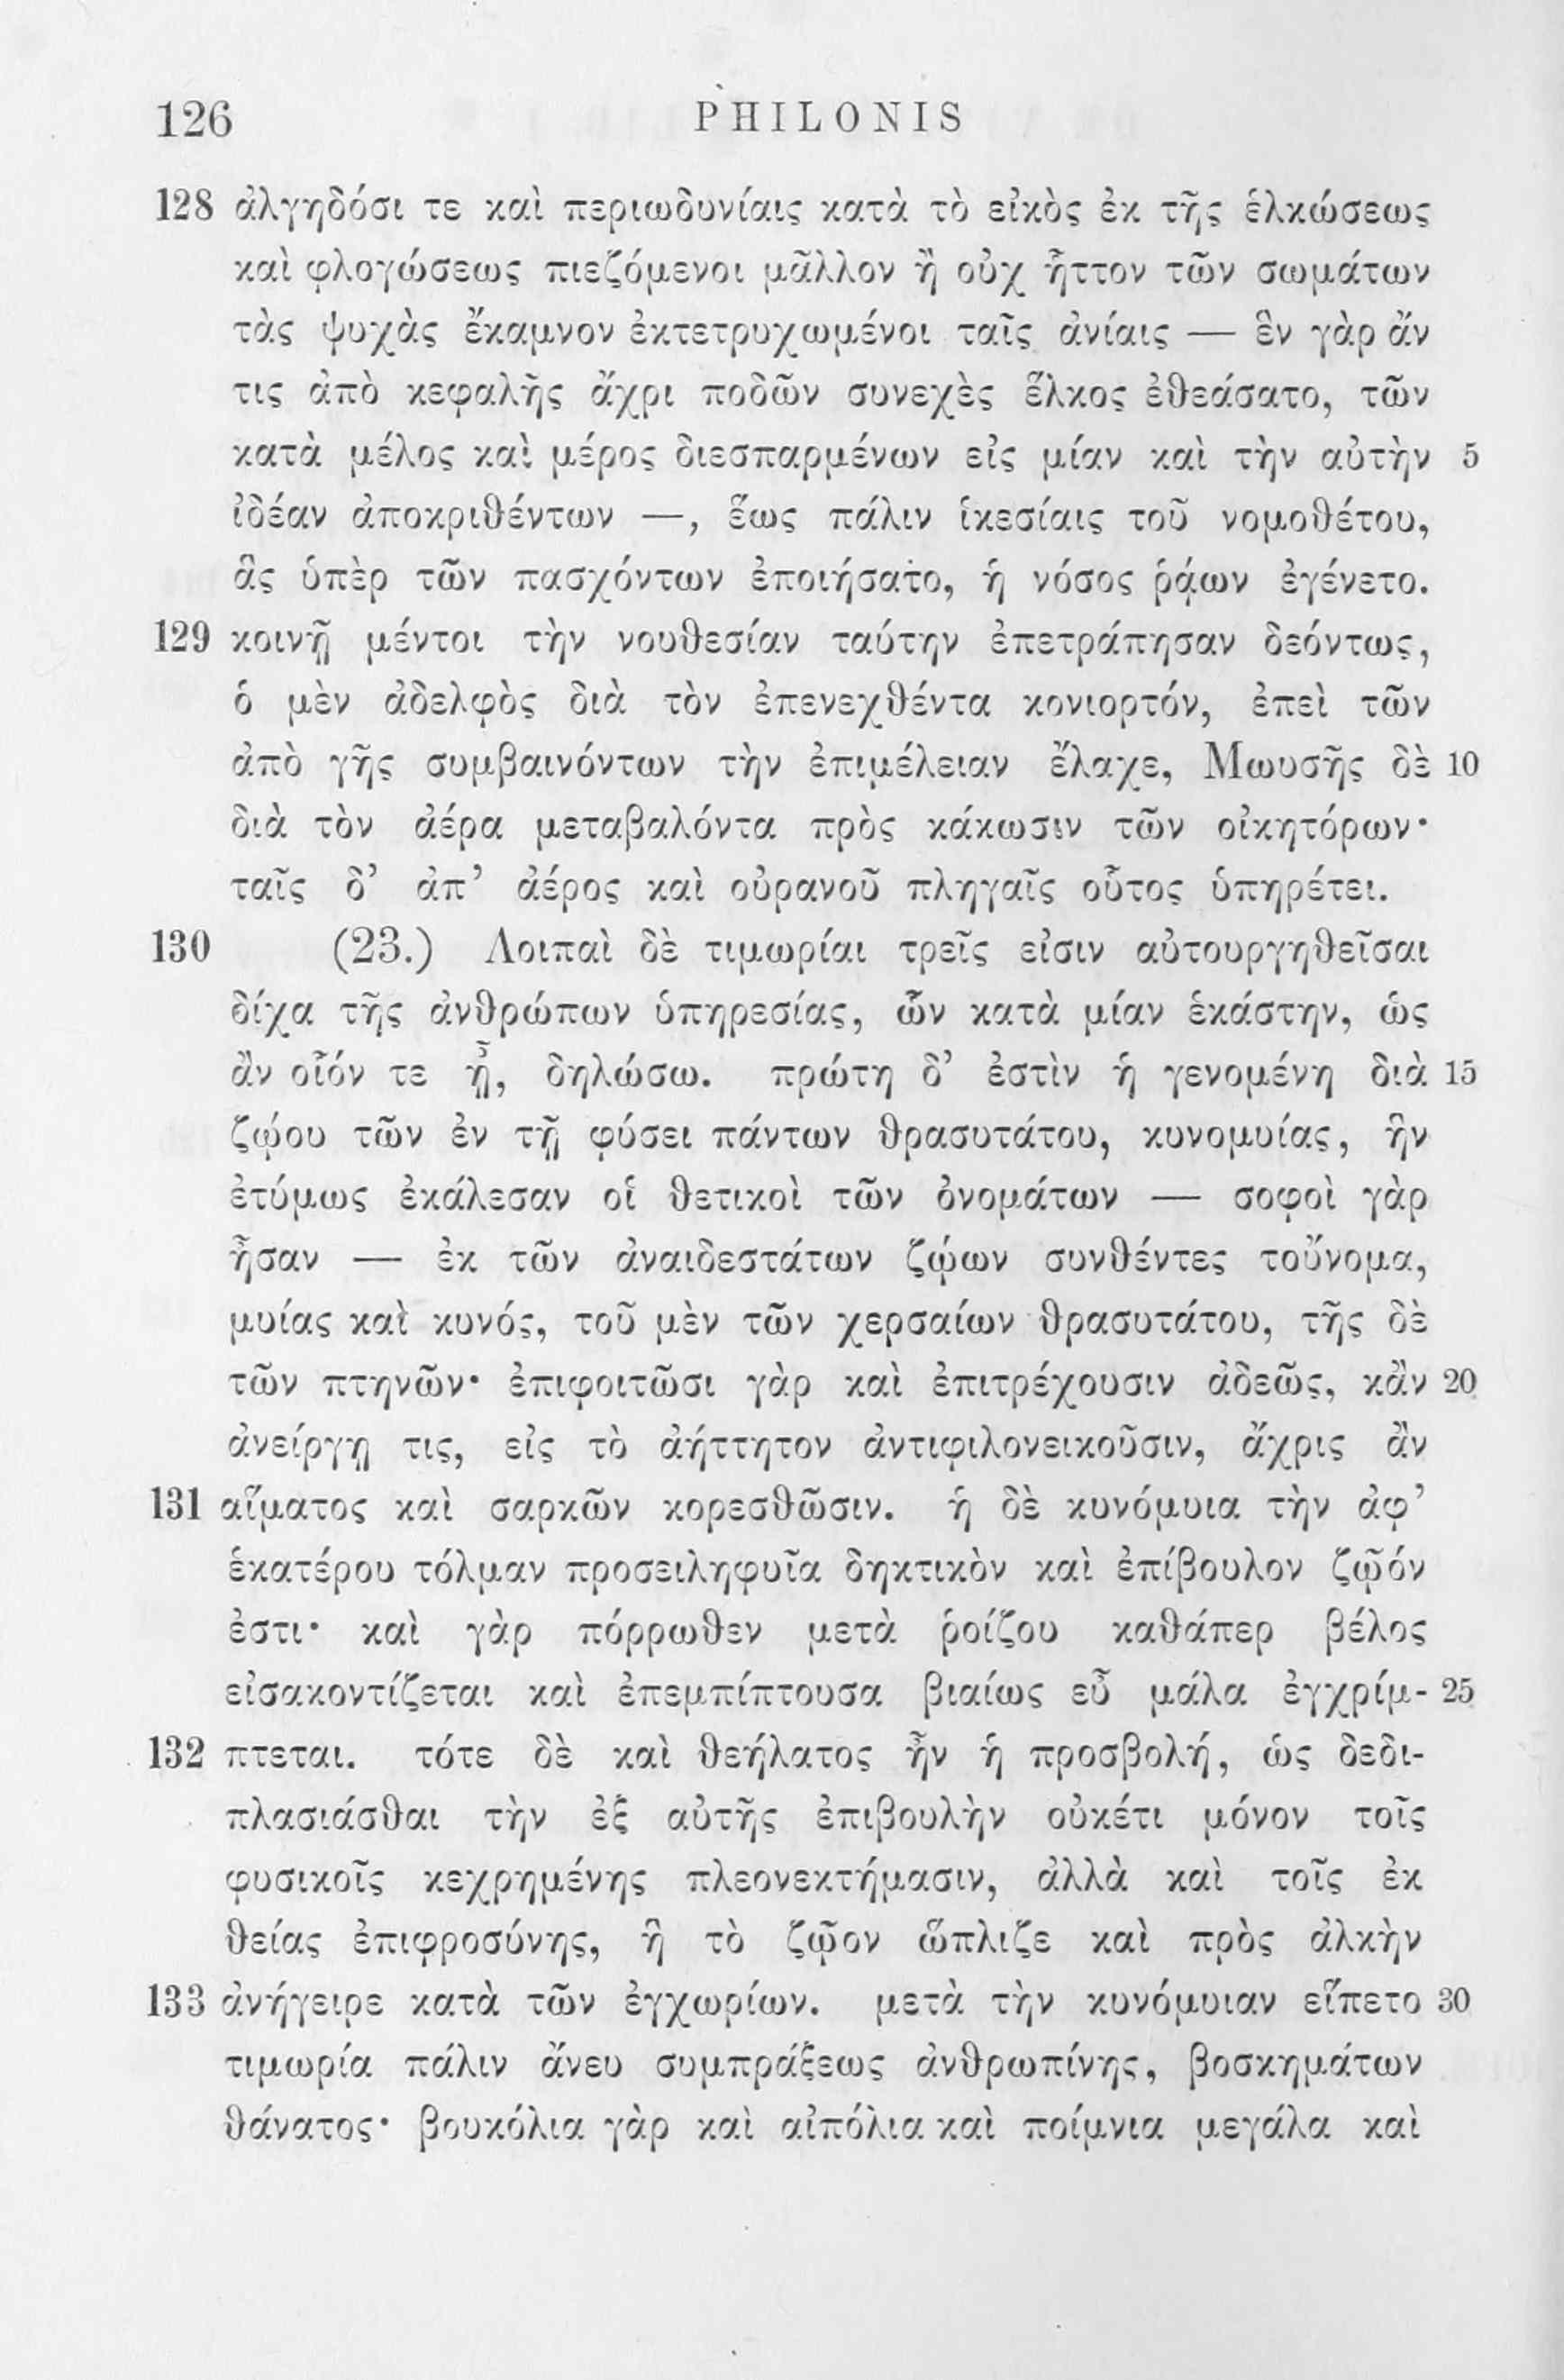 126 PHILONIS
128 ἀλγηδόσι τε καὶ περιωδυνίαις κατὰ τὸ εἰκὸς ἐκ τῆς ἑλκώσεως
καὶ φλογώσεως πιεζόμενοι μᾶλλον ἢ οὐχ ἧττον τῶν σωμάτων
τὰς ψυχὰς ἔκαμνον ἐκτετρυχωμένοι ταῖς ἀνίαις — ἓν γὰρ ἄν
τις ἀπὸ κεφαλῆς ἄχρι ποδῶν συνεχὲς ἕλκος ἐθεάσατο, τῶν
κατὰ μέλος καὶ μέρος διεσπαρμένων εἰς μίαν καὶ τὴν αὐτὴν 5
ἰδέαν ἀποκριθέντων —, ἕως πάλιν ἱκεσίαις τοῦ νομοθέτου,
ἃς ὑπὲρ τῶν πασχόντων ἐποιήσατο, ἡ νόσος ῥᾴων ἐγένετο.
129 κοινῇ μέντοι τὴν νουθεσίαν ταύτην ἐπετράπησαν δεόντως,
ὁ μὲν ἀδελφὸς διὰ τὸν ἐπενεχθέντα κονιορτόν, ἐπεὶ τῶν
ἀπὸ γῆς συμβαινόντων τὴν ἐπιμέλειαν ἔλαχε, Μωυσῆς δὲ 10
διὰ τὸν ἀέρα μεταβαλόντα πρὸς κάκωσιν τῶν οἰκητόρων·
ταῖς δ’ ἀπ’ ἀέρος καὶ οὐρανοῦ πληγαῖς οὗτος ὑπηρέτει.
130 (23.) Λοιπαὶ δὲ τιμωρίαι τρεῖς εἰσιν αὐτουργηθεῖσαι
δίχα τῆς ἀνθρώπων ὑπηρεσίας, ὧν κατὰ μίαν ἑκάστην, ὡς
ἂν οἷόν τε ᾖ, δηλώσω. πρώτη δ’ ἐστὶν ἡ γενομένη διὰ 15
ζῴου τῶν ἐν τῇ φύσει πάντων θρασυτάτου, κυνομυίας, ἣν
ἐτύμως ἐκάλεσαν οἱ θετικοὶ τῶν ὀνομάτων — σοφοὶ γὰρ
ἦσαν — ἐκ τῶν ἀναιδεστάτων ζῴων συνθέντες τοὔνομα,
μυίας καὶ κυνός, τοῦ μὲν τῶν χερσαίων θρασυτάτου, τῆς δὲ
τῶν πτηνῶν· ἐπιφοιτῶσι γὰρ καὶ ἐπιτρέχουσιν ἀδεῶς, κἂν 20
ἀνείργῃ τις, εἰς τὸ ἀήττητον ἀντιφιλονεικοῦσιν, ἄχρις ἂν
131 αἵματος καὶ σαρκῶν κορεσθῶσιν. ἡ δὲ κυνόμυια τὴν ἀφ’
ἑκατέρου τόλμαν προσειληφυῖα δηκτικὸν καὶ ἐπίβουλον ζῷόν
ἐστι· καὶ γὰρ πόρρωθεν μετὰ ῥοίζου καθάπερ βέλος
εἰσακοντίζεται καὶ ἐπεμπίπτουσα βιαίως εὖ μάλα ἐγχρίμ- 25
132 πτεται. τότε δὲ καὶ θεήλατος ἦν ἡ προσβολή, ὡς δεδι-
πλασιάσθαι τὴν ἐξ αὐτῆς ἐπιβουλὴν οὐκέτι μόνον τοῖς
φυσικοῖς κεχρημένης πλεονεκτήμασιν, ἀλλὰ καὶ τοῖς ἐκ
θείας ἐπιφροσύνης, ἣ τὸ ζῷον ὥπλιζε καὶ πρὸς ἀλκὴν
133 ἀνήγειρε κατὰ τῶν ἐγχωρίων. μετὰ τὴν κυνόμυιαν εἵπετο 30
τιμωρία πάλιν ἄνευ συμπράξεως ἀνθρωπίνης, βοσκημάτων
θάνατος· βουκόλια γὰρ καὶ αἰπόλια καὶ ποίμνια μεγάλα καὶ